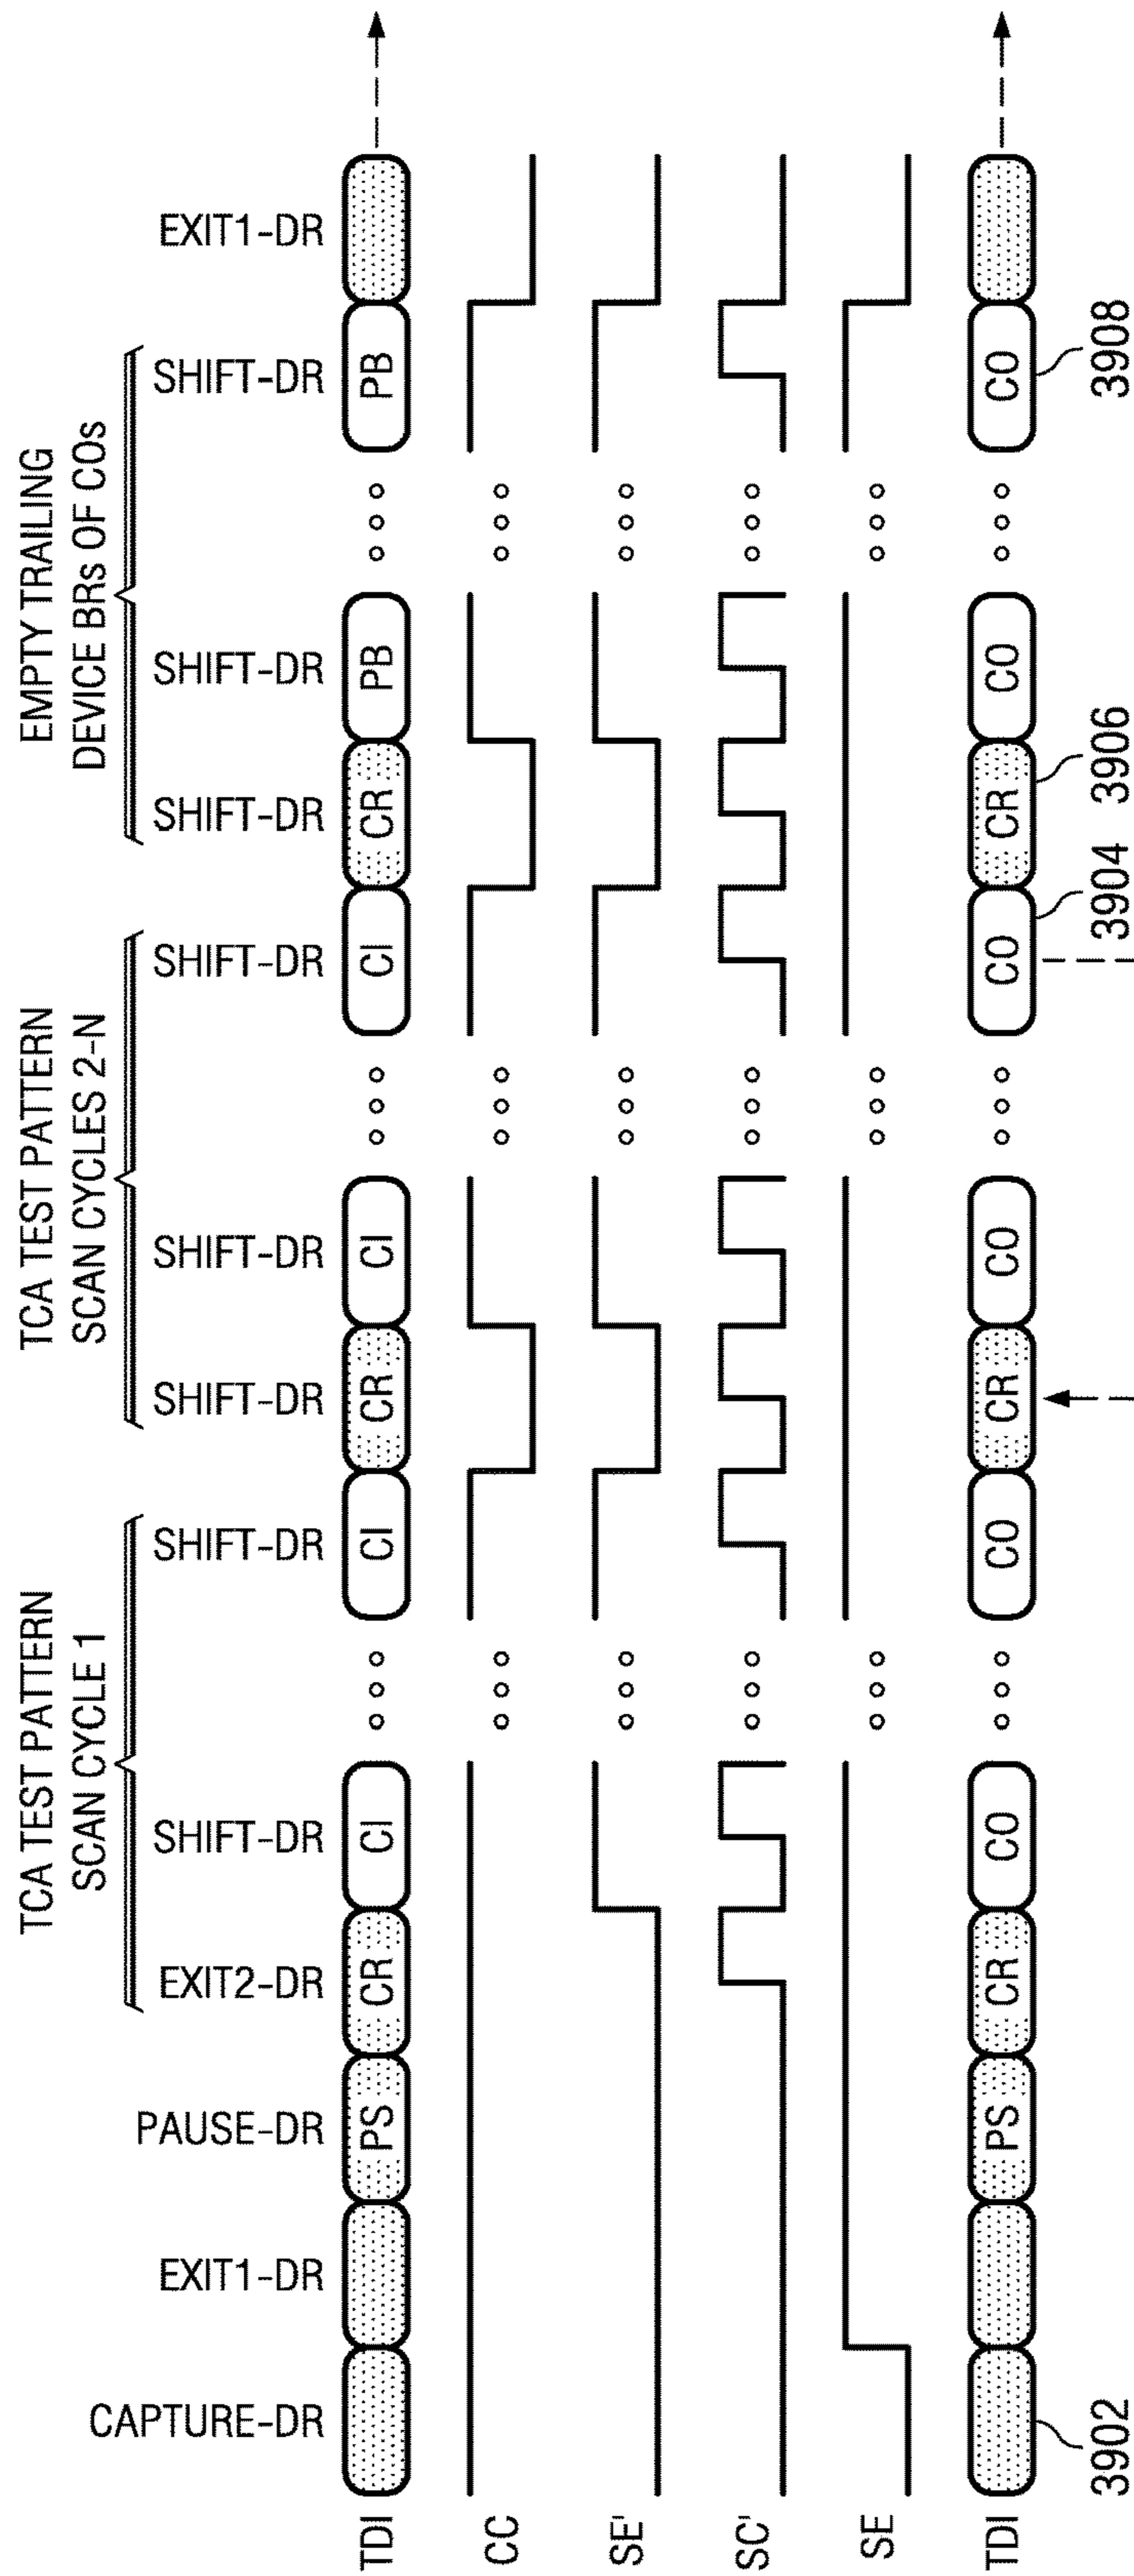 TCA TEST PATTERN
SCAN CYCLE 1
TCA TEST PATTERN
SCAN CYCLES 2-N
EMPTY TRAILING
DEVICE BRs OF COs
CAPTURE-DR
EXIT1-DR
PAUSE-DR
EXIT2-DR
SHIFT-DR
SHIFT-DR
SHIFT-DR
SHIFT-DR
SHIFT-DR
SHIFT-DR
SHIFT-DR
SHIFT-DR
EXIT1-DR
TDI PS CR CI CI CR CI CI CR PB PB
CC
SE'
SC'
SE
TDI PS CR CO CO CR CO CO CR CO CO
3902 3904 3906 3908